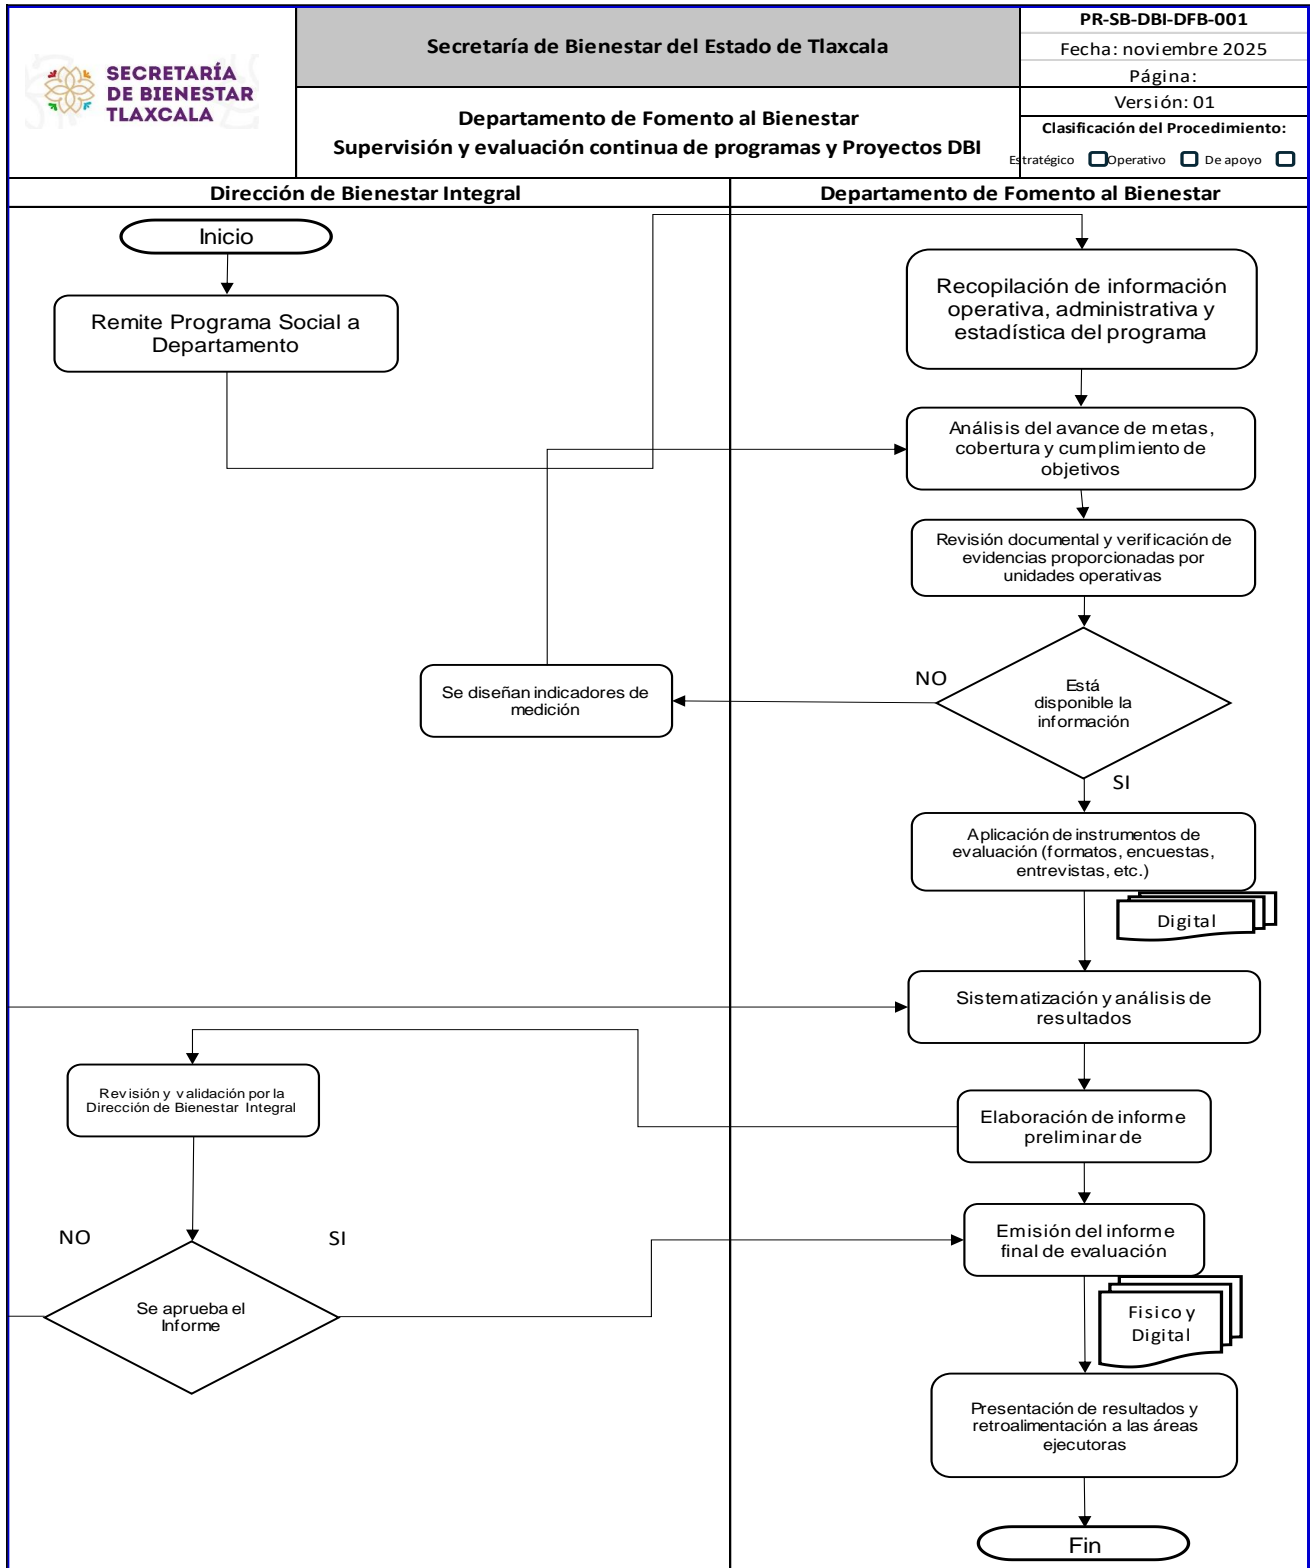 SECRETARÍA
DE BIENESTAR
TLAXCALA
Secretaría de Bienestar del Estado de Tlaxcala
Departamento de Fomento al Bienestar
Supervisión y evaluación continua de programas y Proyectos DBI
PR-SB-DBI-DFB-001
Fecha: noviembre 2025
Página:
Versión: 01
Clasificación del Procedimiento:
Estratégico Operativo De apoyo
Dirección de Bienestar Integral
Departamento de Fomento al Bienestar
Inicio
Remite Programa Social a
Departamento
Recopilación de información
operativa, administrativa y
estadística del programa
Análisis del avance de metas,
cobertura y cumplimiento de
objetivos
Revisión documental y verificación de
evidencias proporcionadas por
unidades operativas
Está
disponible la
información
NO
Se diseñan indicadores de
medición
SI
Aplicación de instrumentos de
evaluación (formatos, encuestas,
entrevistas, etc.)
Digital
Sistematización y análisis de
resultados
Elaboración de informe
preliminar de
Revisión y validación por la
Dirección de Bienestar Integral
NO
SI
Se aprueba el
Informe
Emisión del informe
final de evaluación
Fisico y
Digital
Presentación de resultados y
retroalimentación a las áreas
ejecutoras
Fin